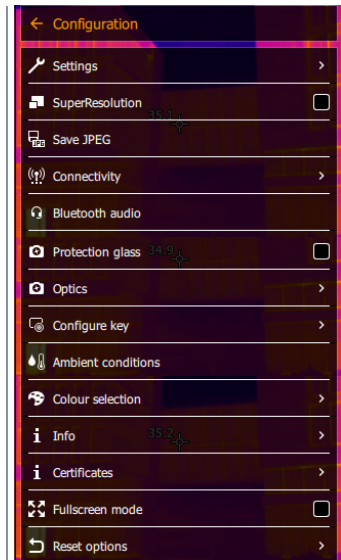 Configuration
Settings
SuperResolution
35.1
JPG
Save JPEG
Connectivity
Bluetooth audio
Protection glass 34.9
Optics
Configure key
Ambient conditions
Colour selection
Info 35.2
Certificates
Fullscreen mode
Reset options